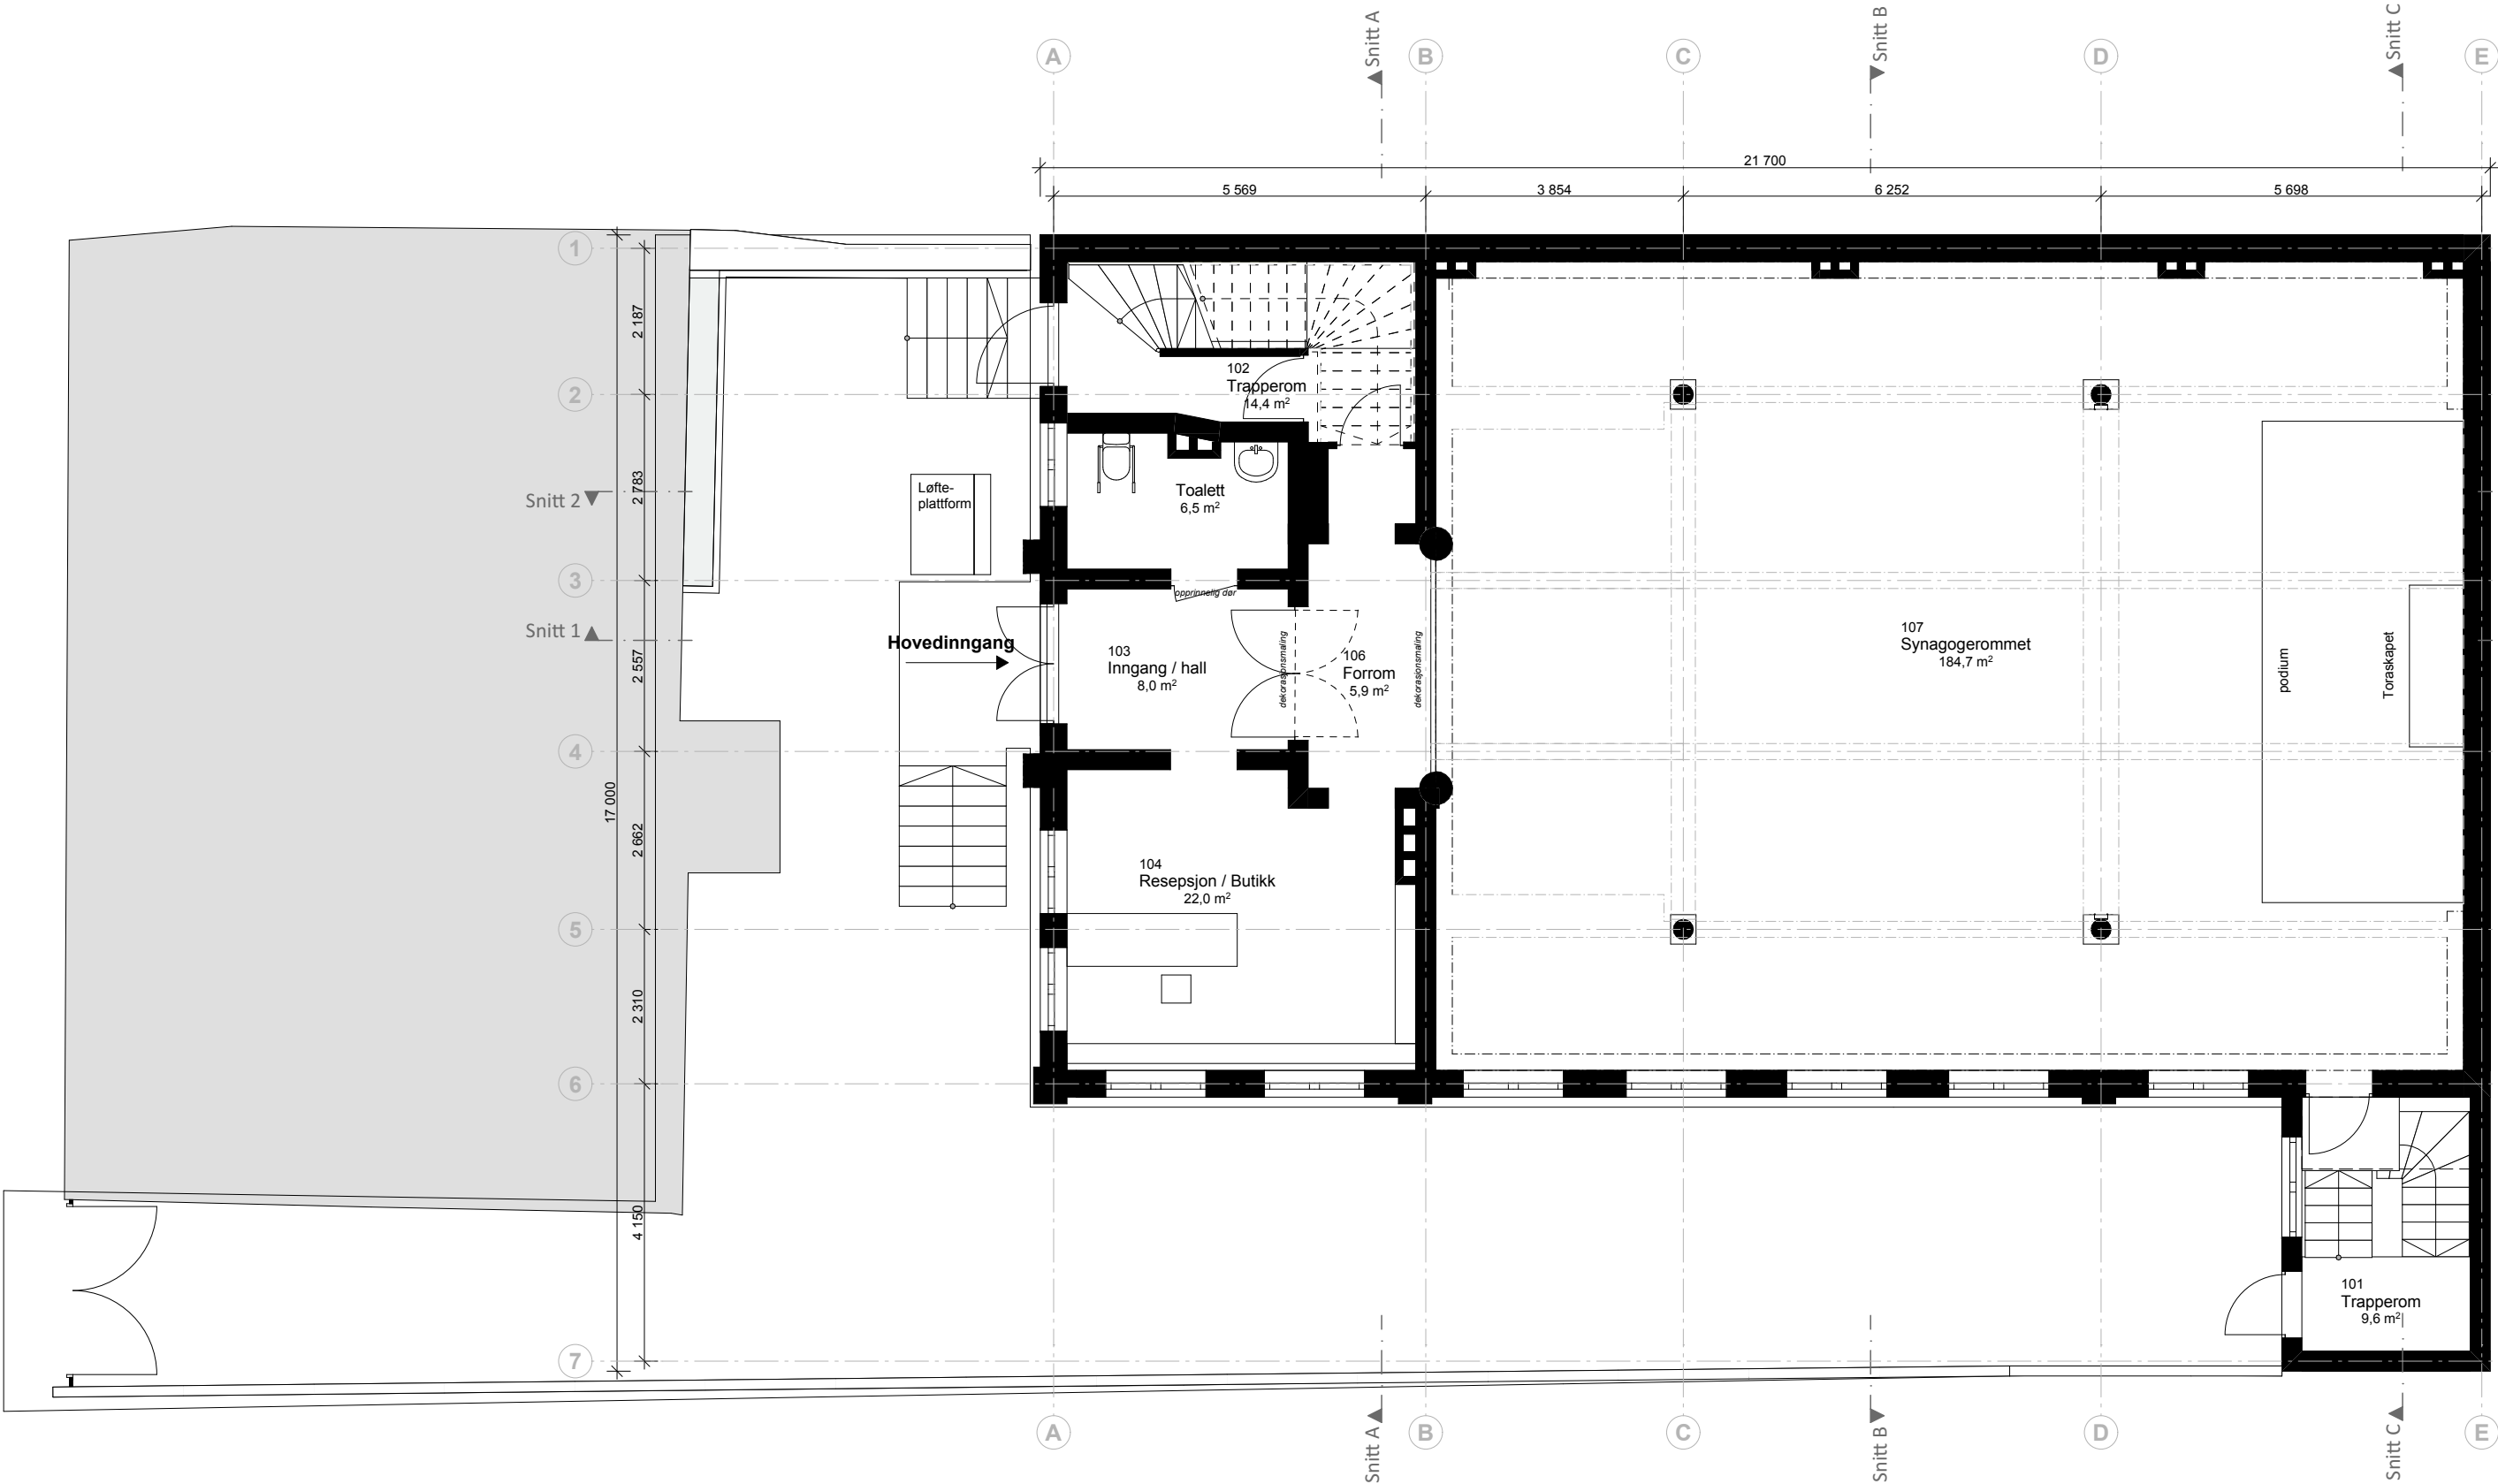 Snitt A
Snitt B
Snitt C
A
B
C
D
E
21 700
5 569
3 854
6 252
5 698
1
2 187
102
Trapperom
14,4 m²
2
2 783
Snitt 2
Løfte-
plattform
Toalett
6,5 m²
3
opprinnelig dør
Snitt 1
Hovedinngang
2 557
103
Inngang / hall
8,0 m²
dekorasjonsmaling
106
Forrom
5,9 m²
dekorasjonsmaling
107
Synagogerommet
184,7 m²
podium
Toraskapet
4
17 000
2 662
104
Resepsjon / Butikk
22,0 m²
5
2 310
6
4 150
101
Trapperom
9,6 m²
7
A
B
C
D
E
Snitt A
Snitt B
Snitt C